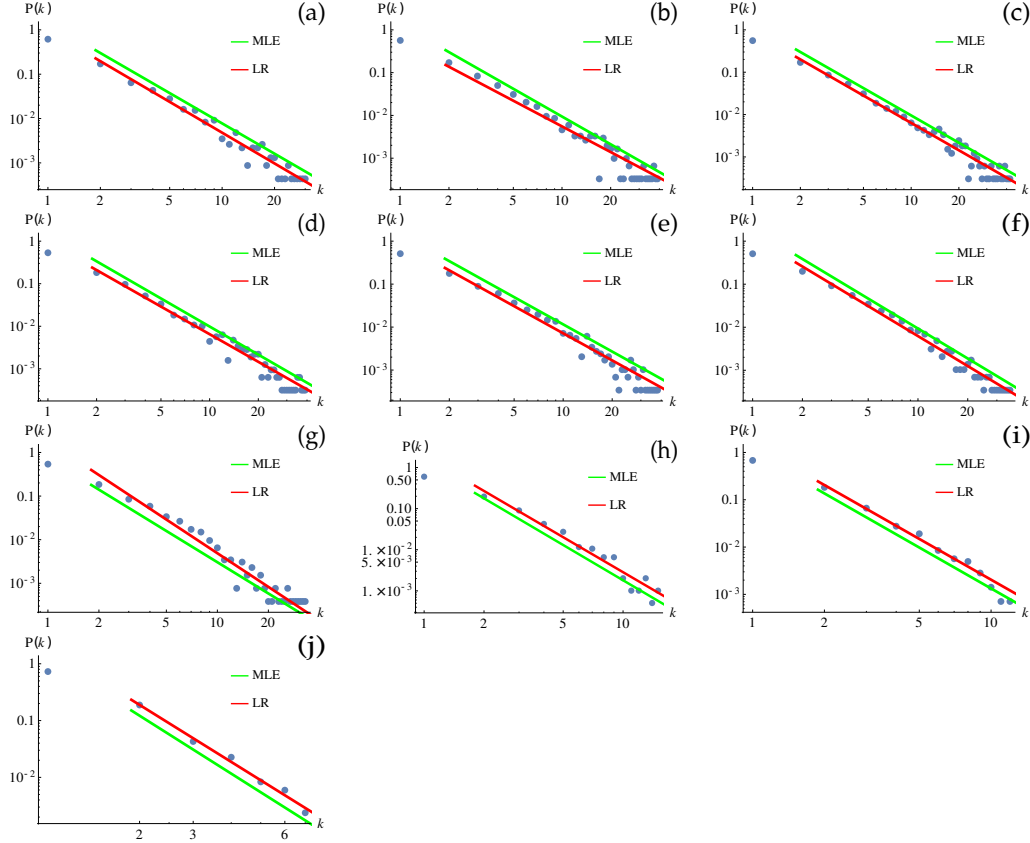 P(k) (a)
1
MLE
0.1
LR
10⁻²
10⁻³
1 2 5 10 20 k
P(k) (b)
1
MLE
0.1
LR
10⁻²
10⁻³
1 2 5 10 20 k
P(k) (c)
1
MLE
0.1
LR
10⁻²
10⁻³
1 2 5 10 20 k
P(k) (d)
1
MLE
0.1
LR
10⁻²
10⁻³
1 2 5 10 20 k
P(k) (e)
1
MLE
0.1
LR
10⁻²
10⁻³
1 2 5 10 20 k
P(k) (f)
1
MLE
0.1
LR
10⁻²
10⁻³
1 2 5 10 20 k
P(k) (g)
1
MLE
0.1
LR
10⁻²
10⁻³
1 2 5 10 20 k
P(k) (h)
1
0.50
MLE
0.10
LR
0.05
1.×10⁻²
5.×10⁻³
1.×10⁻³
1 2 5 10 k
P(k) (i)
1
MLE
0.1
LR
10⁻²
10⁻³
1 2 5 10 k
P(k) (j)
1
MLE
LR
0.1
10⁻²
2 3 6 k